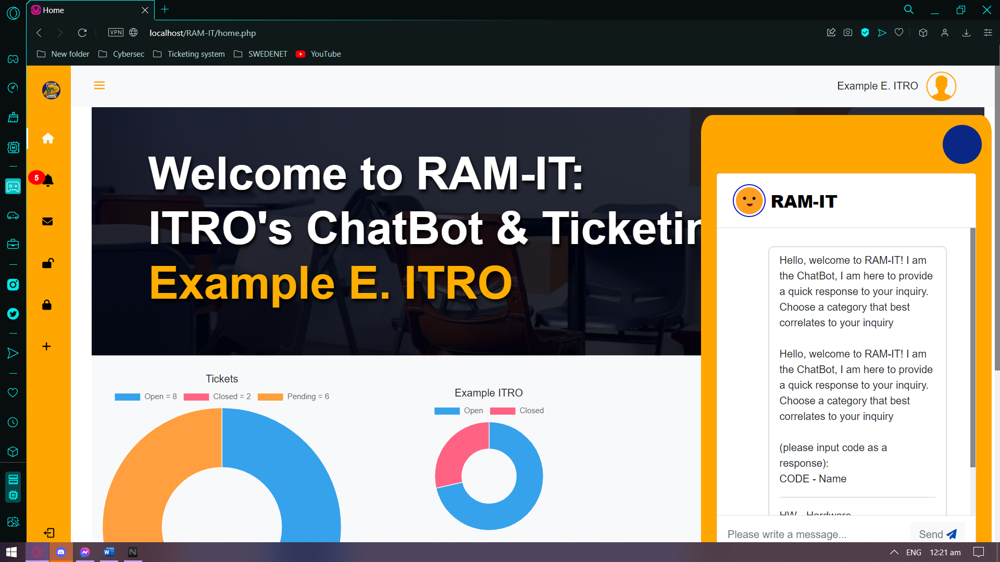 Home
VPN
localhost/RAM-IT/home.php
New folder
Cybersec
Ticketing system
SWEDENET
YouTube
Example E. ITRO
5
Welcome to RAM-IT:
ITRO's ChatBot & Ticketin
Example E. ITRO
Tickets
Open = 8
Closed = 2
Pending = 6
Example ITRO
Open
Closed
RAM-IT
Hello, welcome to RAM-IT! I am
the ChatBot, I am here to provide
a quick response to your inquiry.
Choose a category that best
correlates to your inquiry
Hello, welcome to RAM-IT! I am
the ChatBot, I am here to provide
a quick response to your inquiry.
Choose a category that best
correlates to your inquiry
(please input code as a
response):
CODE - Name
HW - Hardware
Please write a message...
Send
ENG
12:21 am